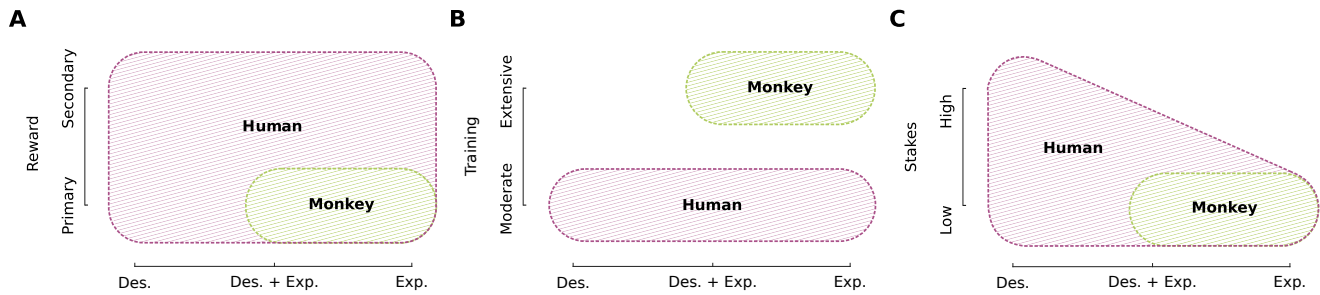 A
Reward
Secondary
Primary
Human
Monkey
Des.
Des. + Exp.
Exp.
B
Training
Extensive
Moderate
Monkey
Human
Des.
Des. + Exp.
Exp.
C
Stakes
High
Low
Human
Monkey
Des.
Des. + Exp.
Exp.